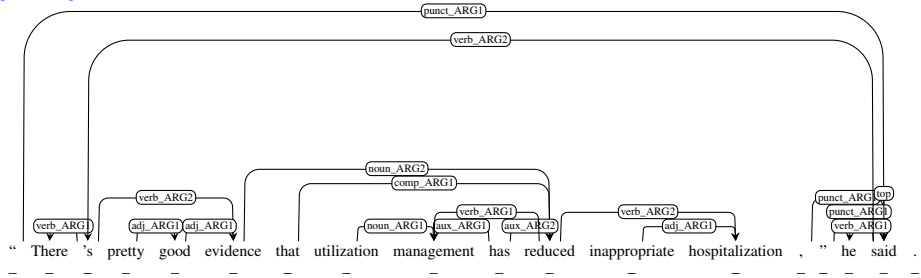 punct_ARG1
verb_ARG2
noun_ARG2
comp_ARG1
verb_ARG2 punct_ARG1 top
verb_ARG1 verb_ARG2 punct_ARG1
verb_ARG1 adj_ARG1 adj_ARG1 noun_ARG1 aux_ARG1 aux_ARG2 adj_ARG1 verb_ARG1
“ There 's pretty good evidence that utilization management has reduced inappropriate hospitalization , ” he said .